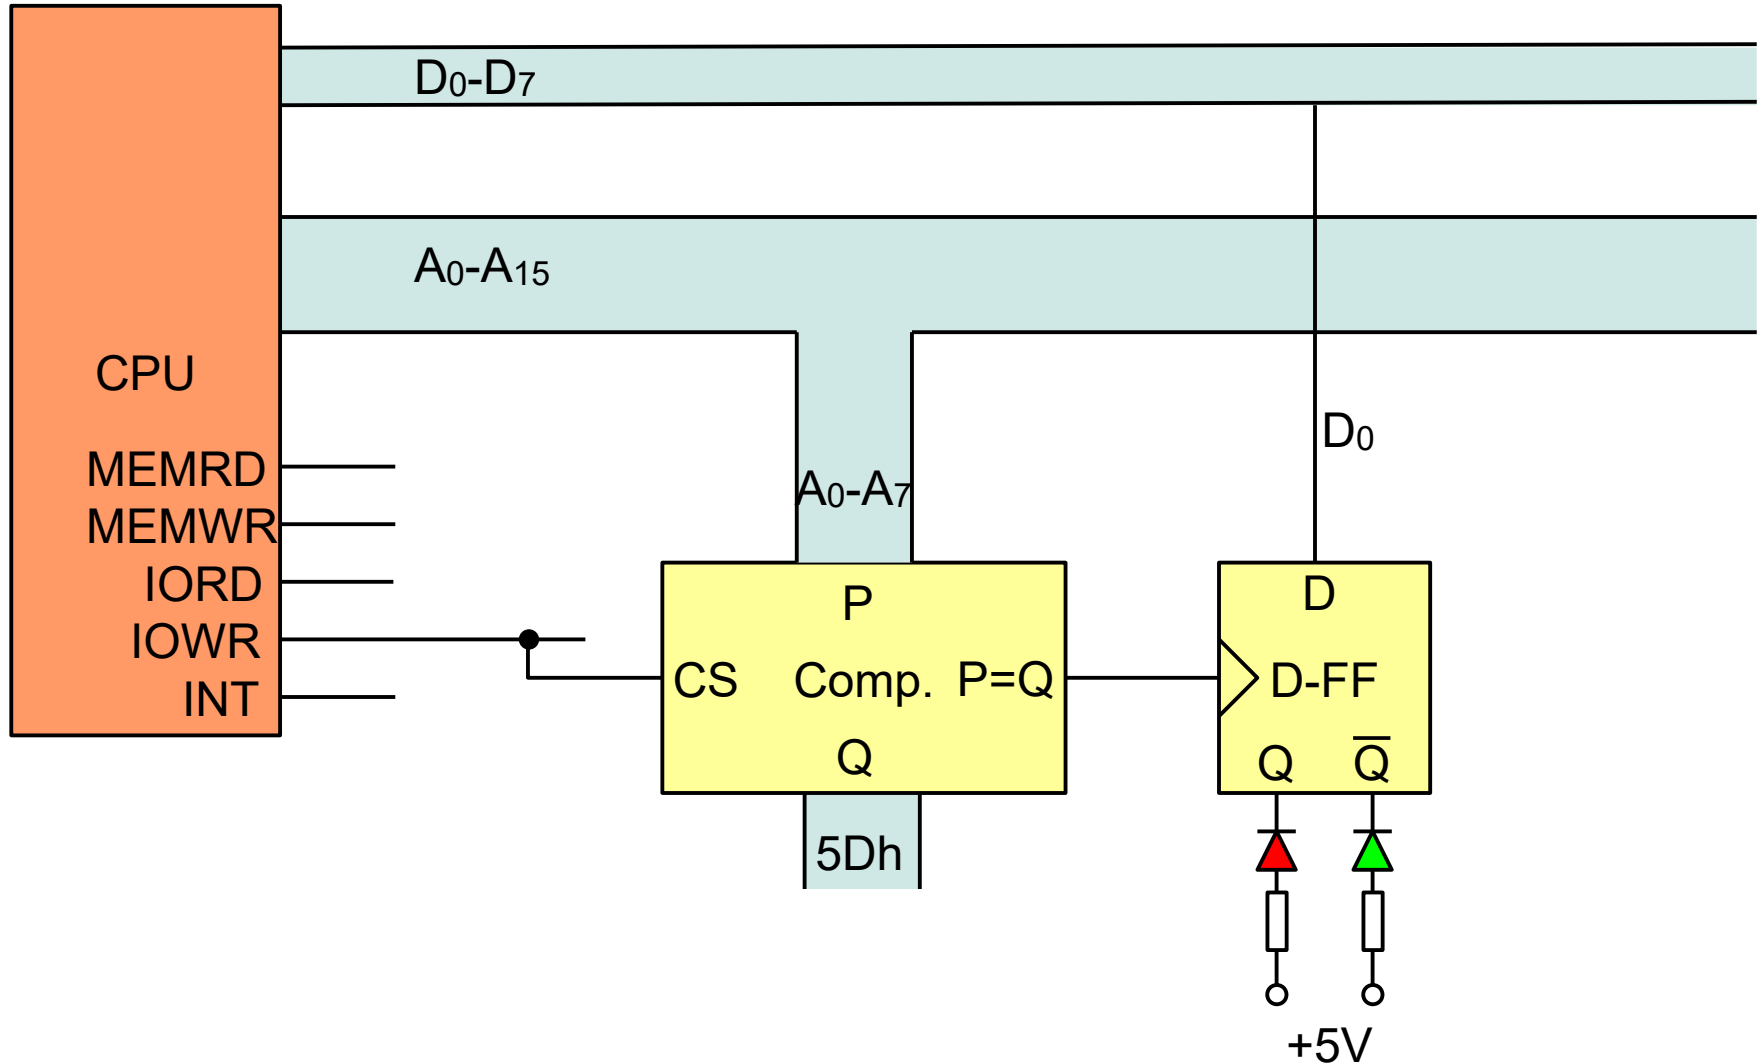 D0-D7
A0-A15
CPU
D0
MEMRD
A0-A7
MEMWR
IORD
P
D
IOWR
CS Comp. P=Q
D-FF
INT
Q
Q Q̅
5Dh
+5V